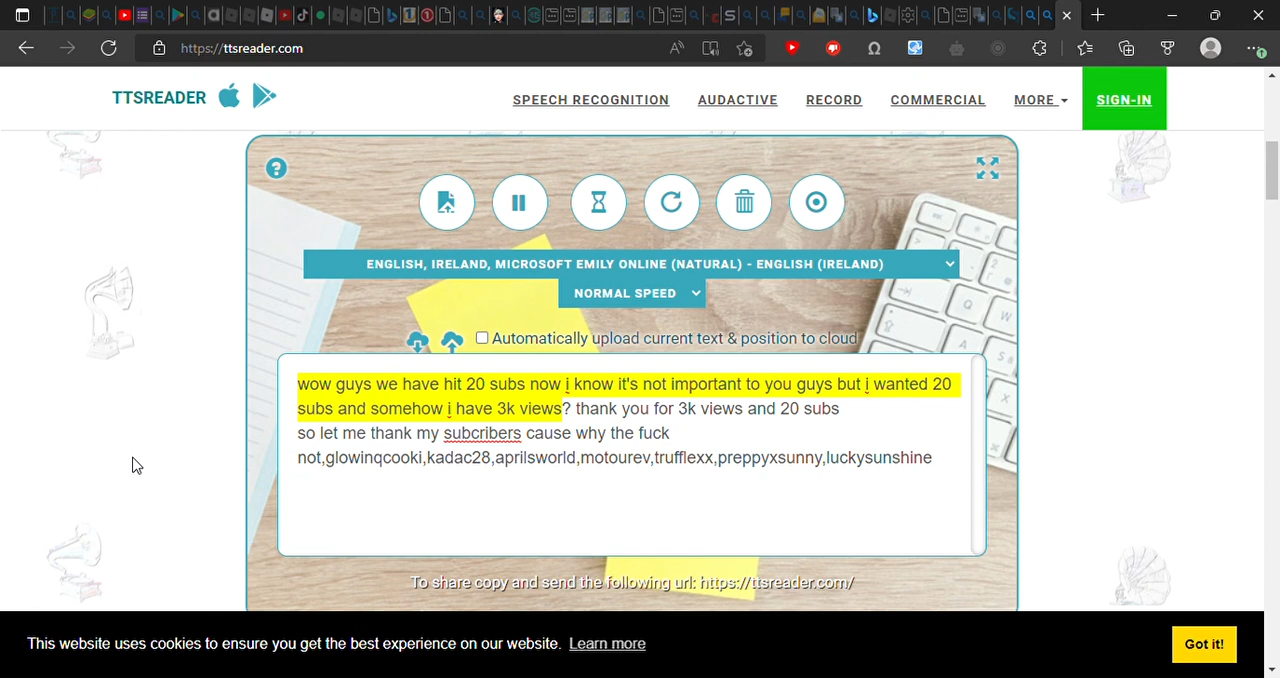 https://ttsreader.com
TTSREADER
SPEECH RECOGNITION
AUDACTIVE
RECORD
COMMERCIAL
MORE
SIGN-IN
ENGLISH, IRELAND, MICROSOFT EMILY ONLINE (NATURAL) - ENGLISH (IRELAND)
NORMAL SPEED
Automatically upload current text & position to cloud
wow guys we have hit 20 subs now i know it's not important to you guys but i wanted 20
subs and somehow i have 3k views? thank you for 3k views and 20 subs
so let me thank my subcribers cause why the fuck
not,glowinqcooki,kadac28,aprilsworld,motourev,trufflexx,preppyxsunny,luckysunshine
To share copy and send the following url: https://ttsreader.com/
This website uses cookies to ensure you get the best experience on our website. Learn more
Got it!